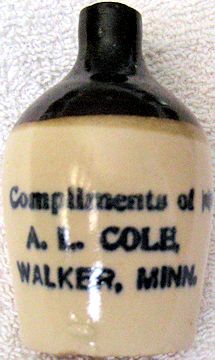 Compliments of
A. L. COLE,
WALKER, MINN.